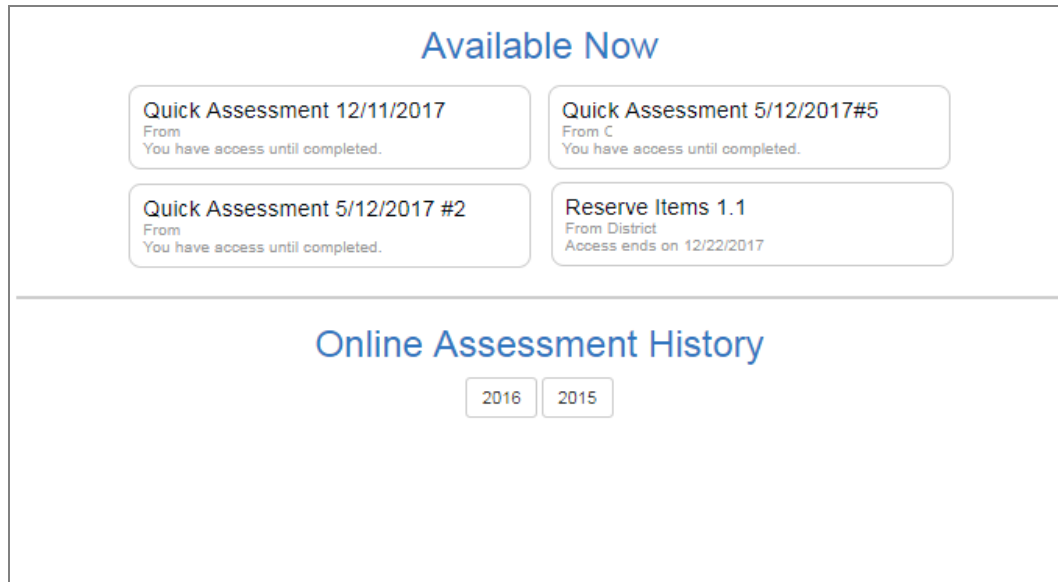 Available Now
Quick Assessment 12/11/2017
From
You have access until completed.
Quick Assessment 5/12/2017#5
From C
You have access until completed.
Quick Assessment 5/12/2017 #2
From
You have access until completed.
Reserve Items 1.1
From District
Access ends on 12/22/2017
Online Assessment History
2016 2015